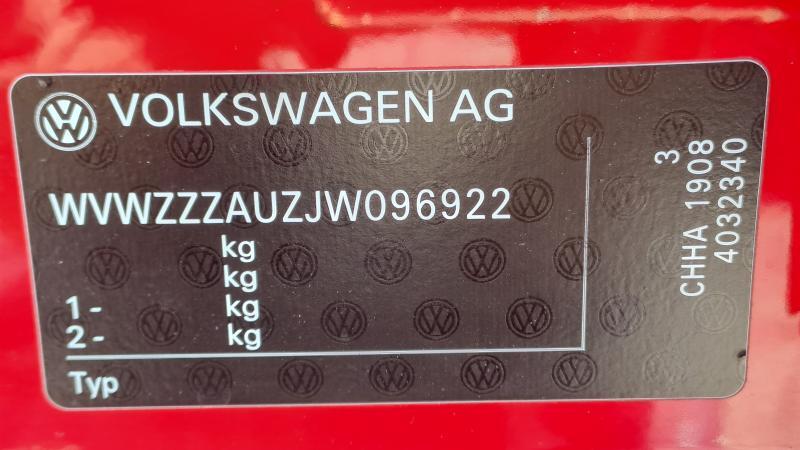 VOLKSWAGEN AG
WVWZZZAUZJW096922
kg
kg
1 - kg
2 - kg
Typ
3
CHHA 1908
4032340